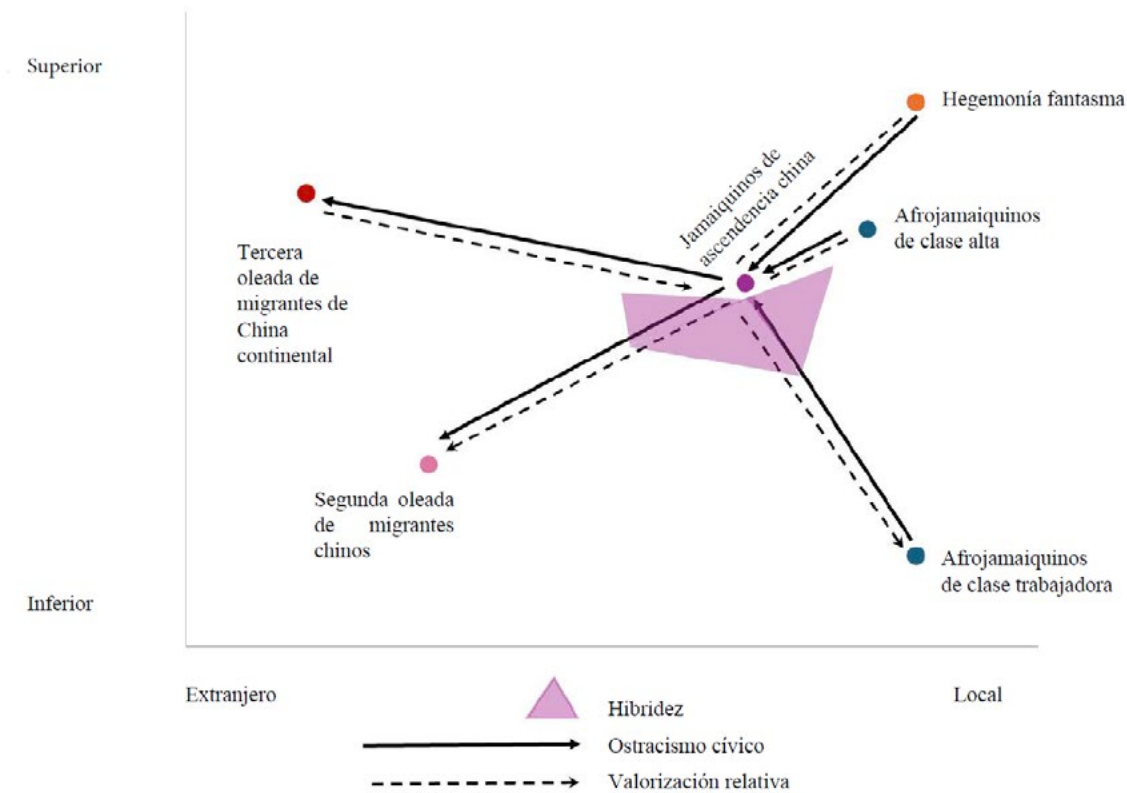 Superior
Hegemonía fantasma
Jamaiquinos de
ascendencia china
Afrojamaiquinos
de clase alta
Tercera
oleada de
migrantes de
China
continental
Segunda oleada
de migrantes
chinos
Afrojamaiquinos
de clase trabajadora
Inferior
Extranjero
Local
Hibridez
Ostracismo cívico
Valorización relativa